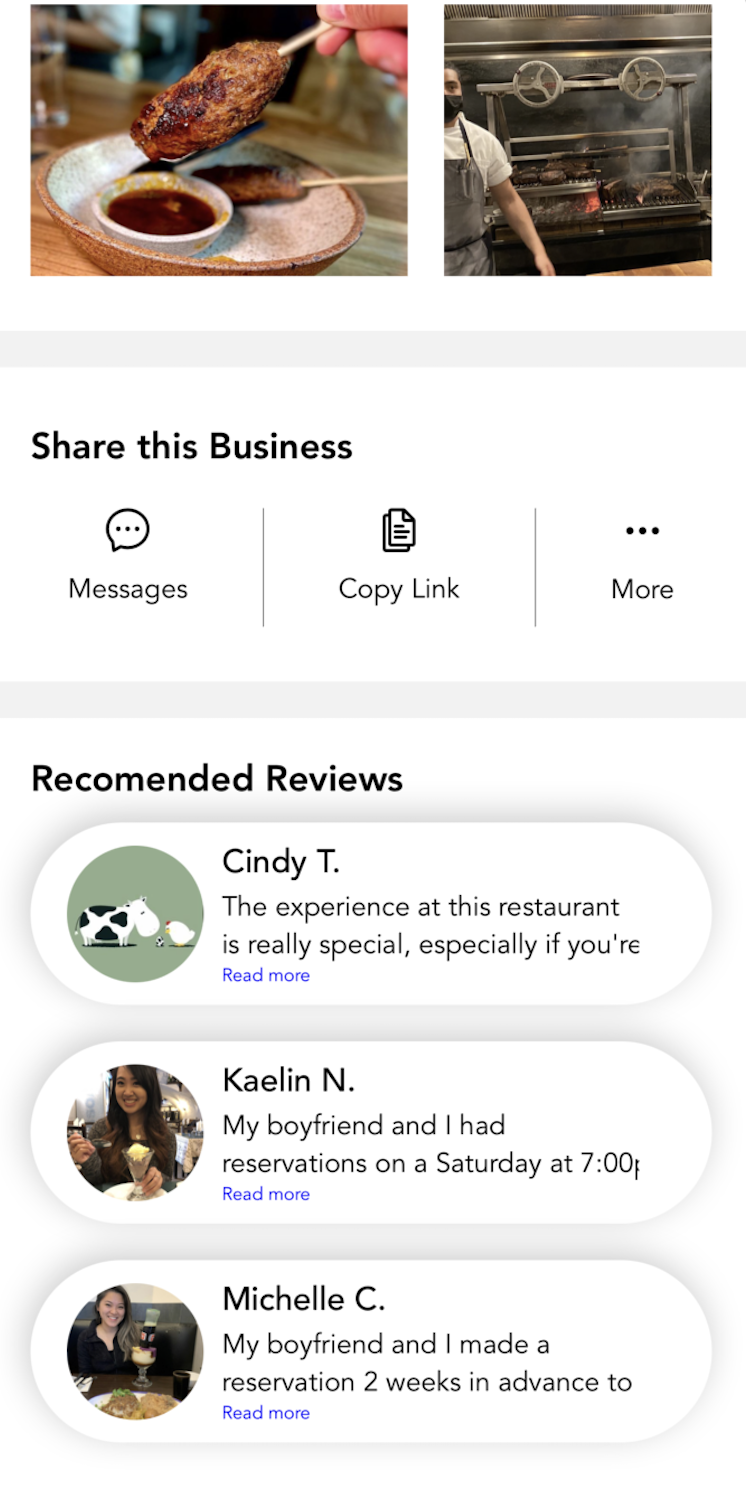 Share this Business
Messages
Copy Link
More
Recomended Reviews
Cindy T.
The experience at this restaurant
is really special, especially if you're
Read more
Kaelin N.
My boyfriend and I had
reservations on a Saturday at 7:00p
Read more
Michelle C.
My boyfriend and I made a
reservation 2 weeks in advance to
Read more